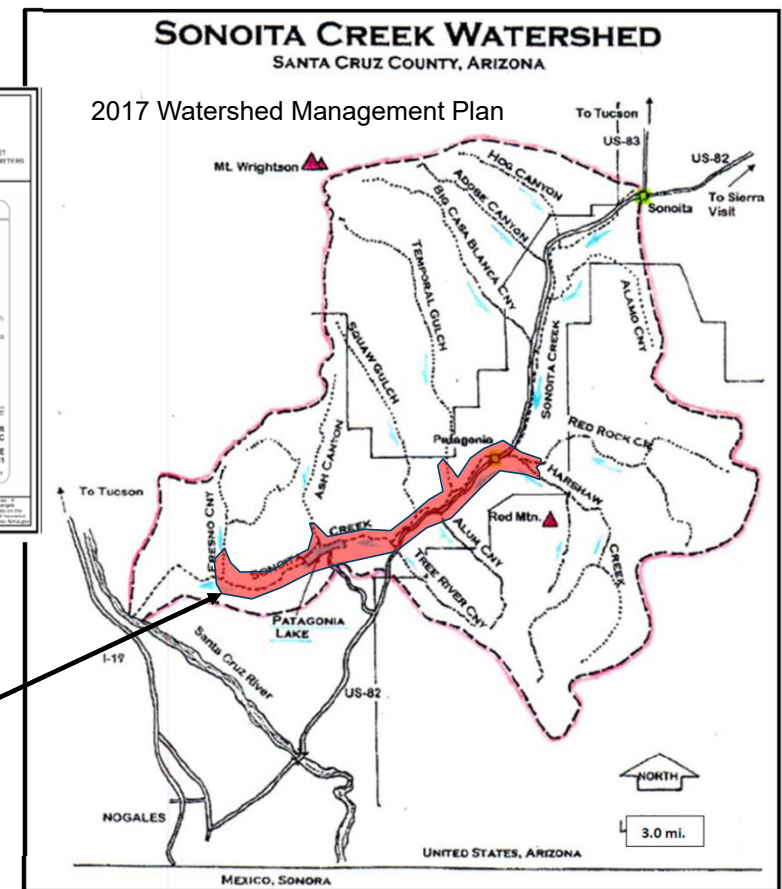 SONOITA CREEK WATERSHED
SANTA CRUZ COUNTY, ARIZONA
2017 Watershed Management Plan
To Tucson
US-83
US-82
Mt. Wrightson
HOG CANYON
ADOBE CANYON
BIG CASA BLANCA CNY
Sonoita
To Sierra
Visit
TEMPORAL GULCH
ALAMO CNY
SQUAW GULCH
SONOITA CREEK
ASH CANYON
Patagonia
RED ROCK CR
HARSHAW
CREEK
To Tucson
FRESNO CNY
Red Mtn.
ALUM CNY
SONOITA CREEK
TREE RIVER CNY
PATAGONIA
LAKE
I-19
Santa Cruz River
US-82
NORTH
3.0 mi.
NOGALES
UNITED STATES, ARIZONA
MEXICO, SONORA